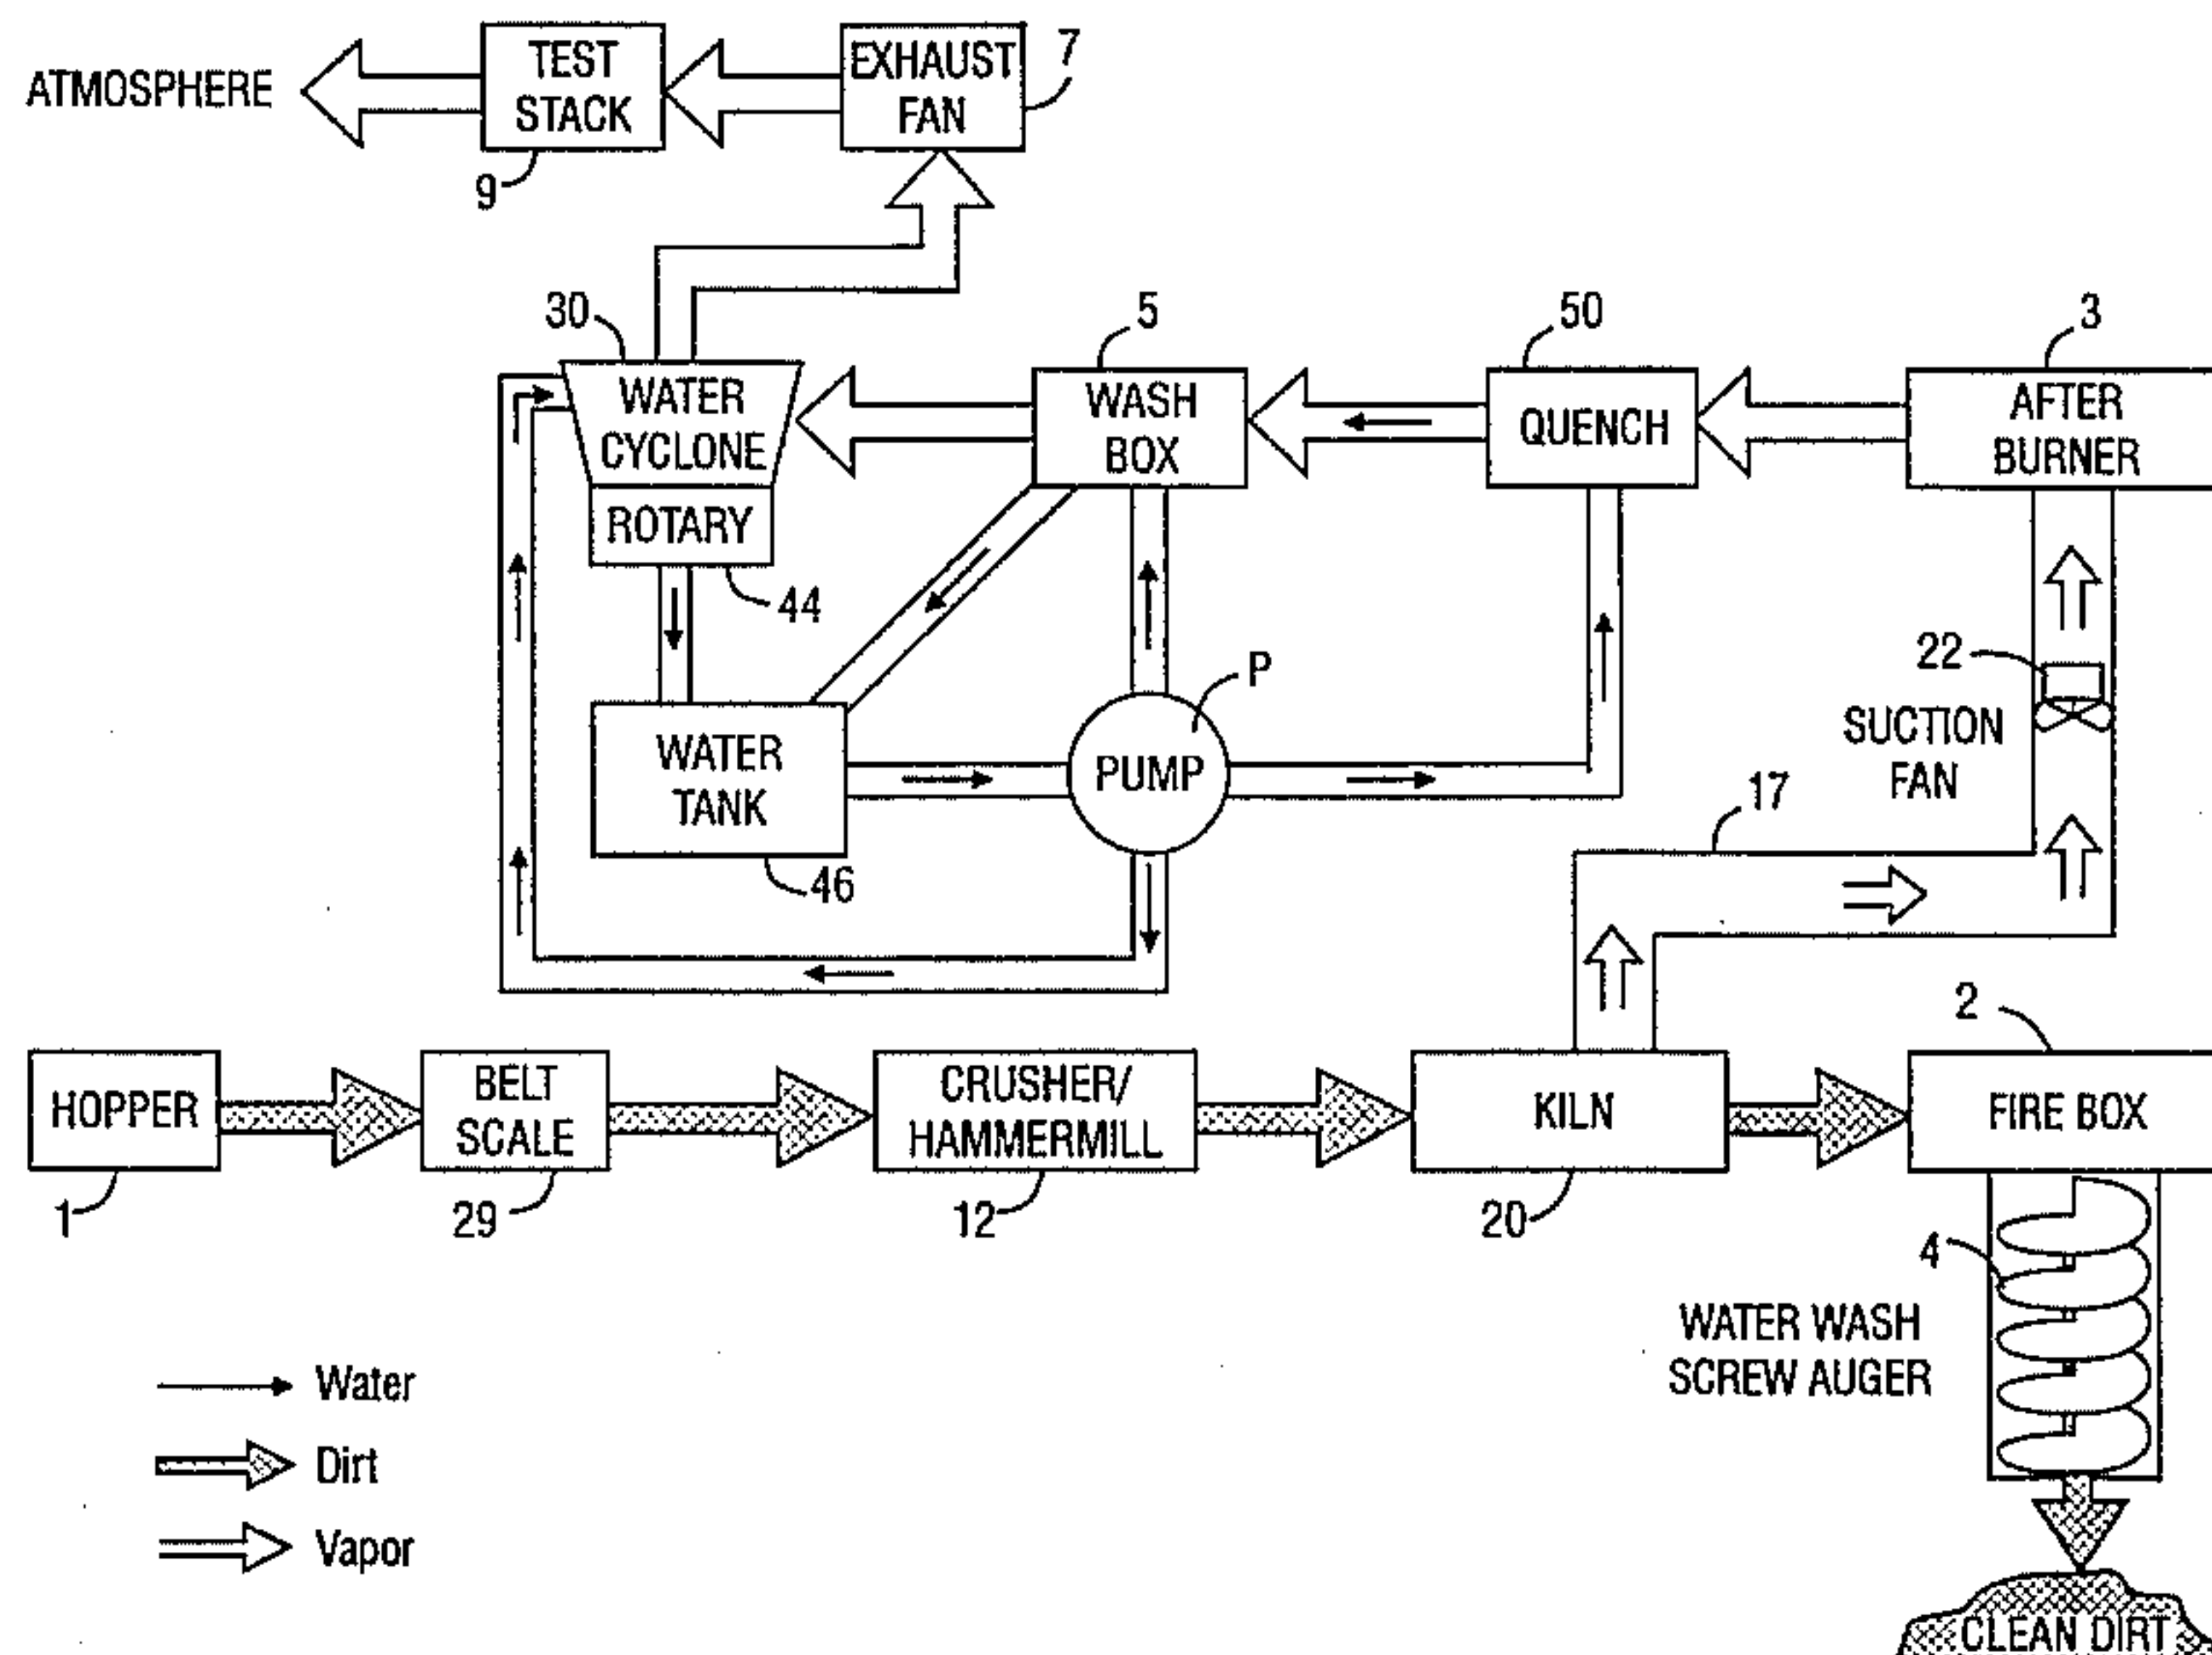 ATMOSPHERE
TEST
STACK
9
EXHAUST
FAN
7
30
WATER
CYCLONE
ROTARY
44
5
WASH
BOX
50
QUENCH
3
AFTER
BURNER
22
SUCTION
FAN
P
PUMP
WATER
TANK
46
17
2
HOPPER
1
BELT
SCALE
29
CRUSHER/
HAMMERMILL
12
KILN
20
FIRE BOX
4
WATER WASH
SCREW AUGER
Water
Dirt
Vapor
CLEAN DIRT